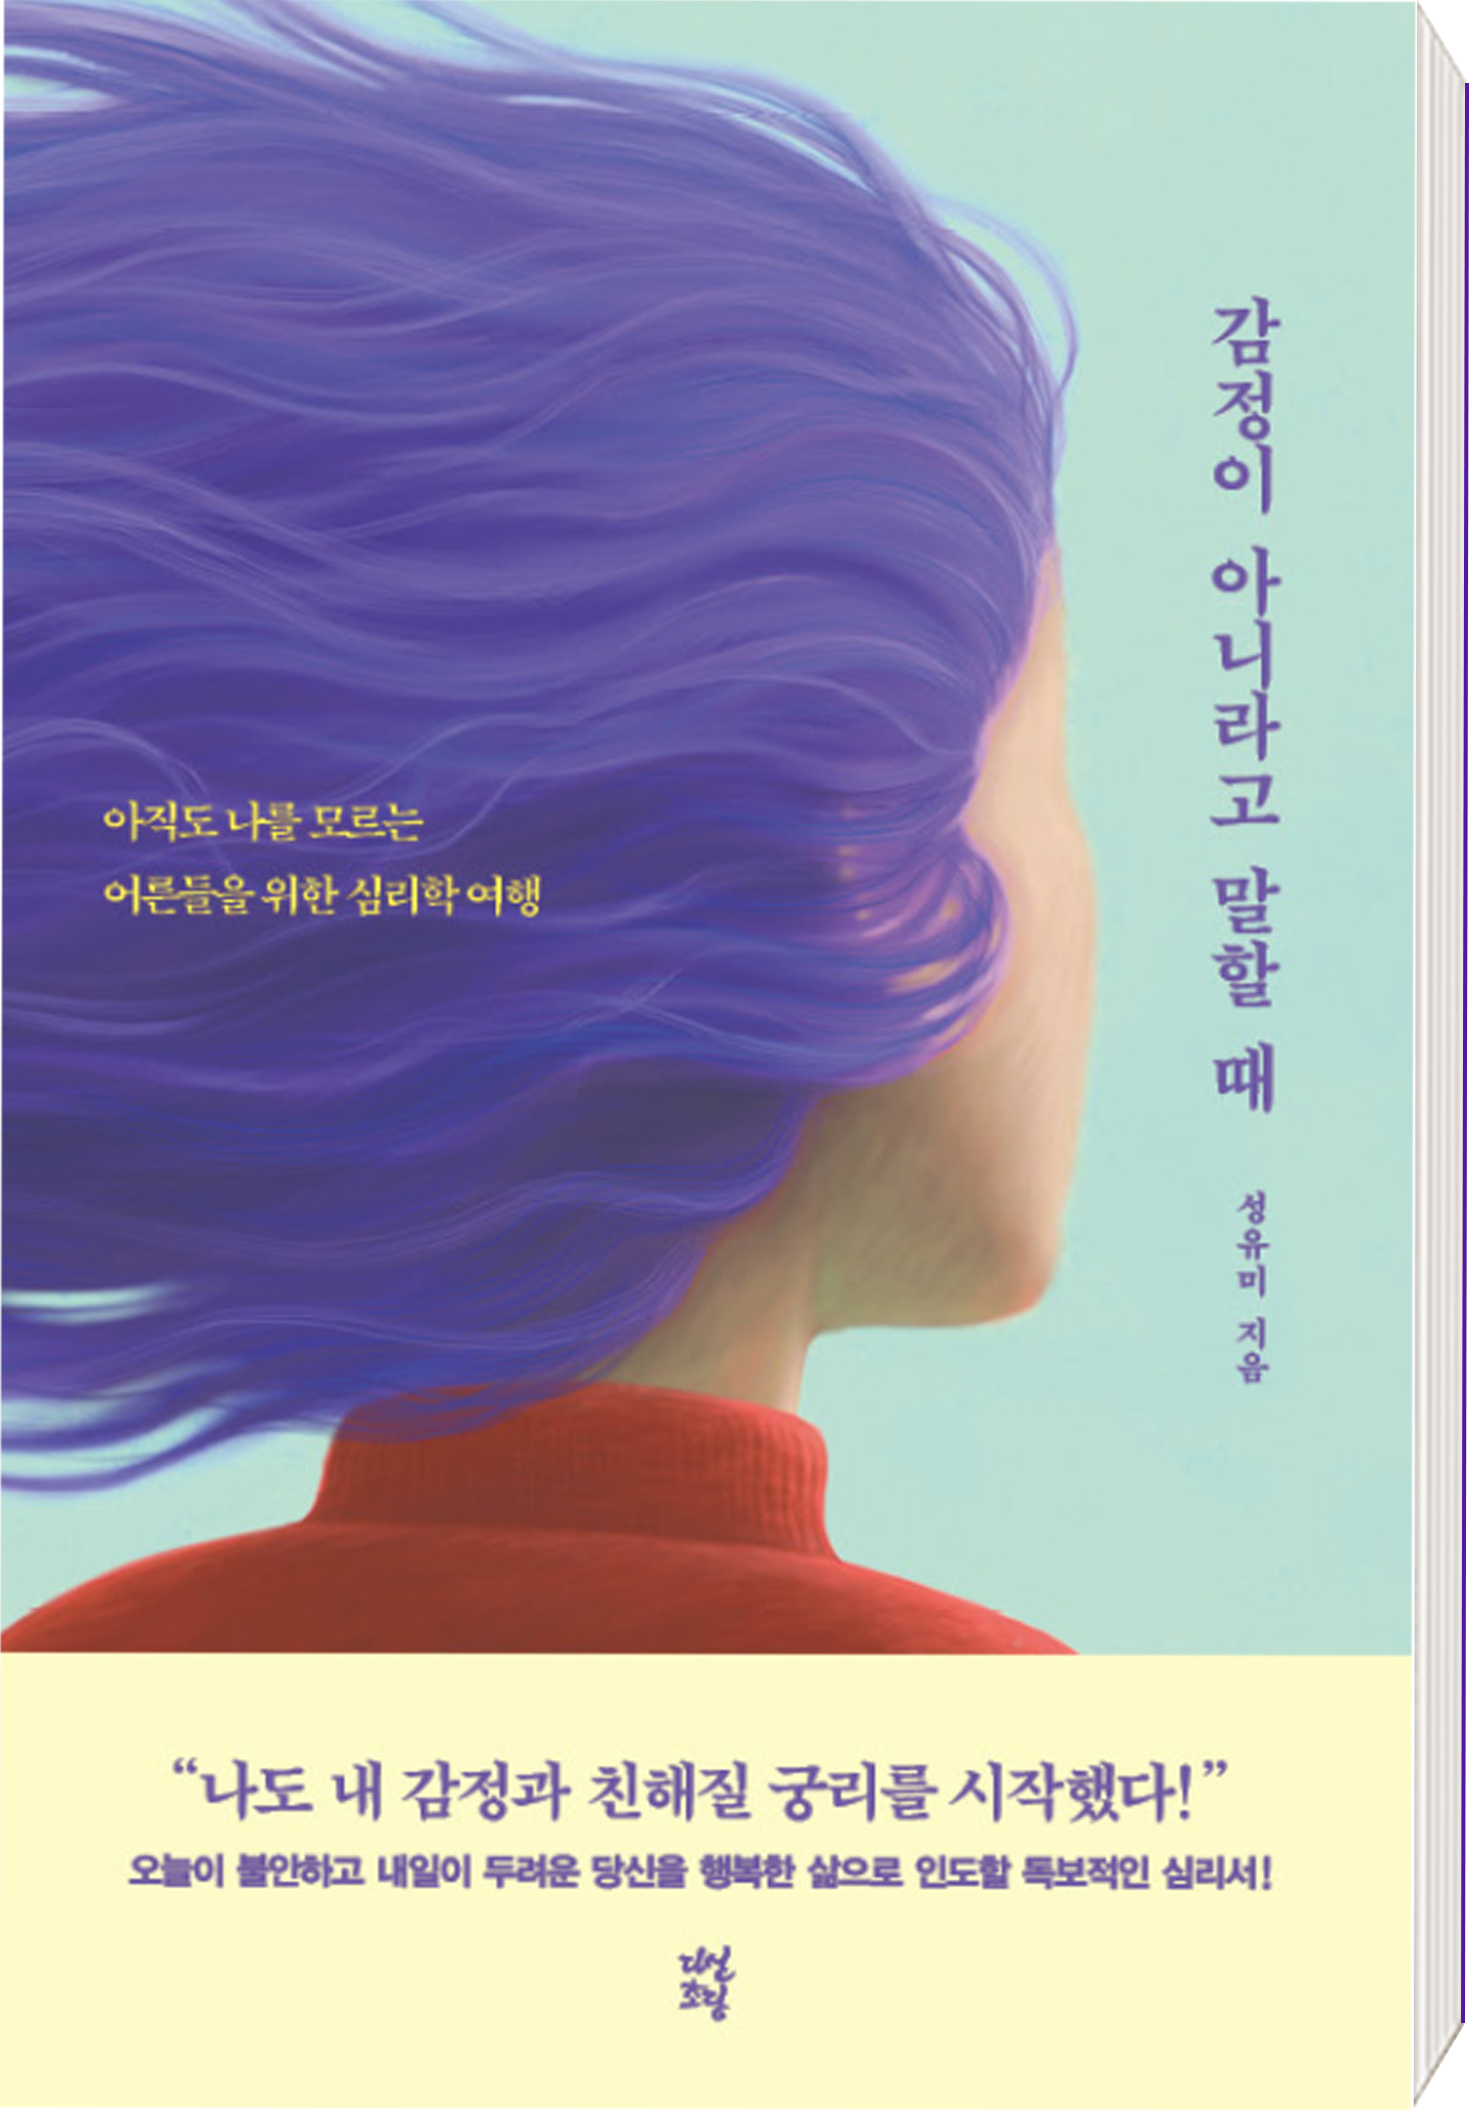 감정이 아니라고 말할 때
성유미 지음
아직도 나를 모르는
어른들을 위한 심리학 여행
“나도 내 감정과 친해질 궁리를 시작했다!”
오늘이 불안하고 내일이 두려운 당신을 행복한 삶으로 인도할 독보적인 심리서!
다산
초당